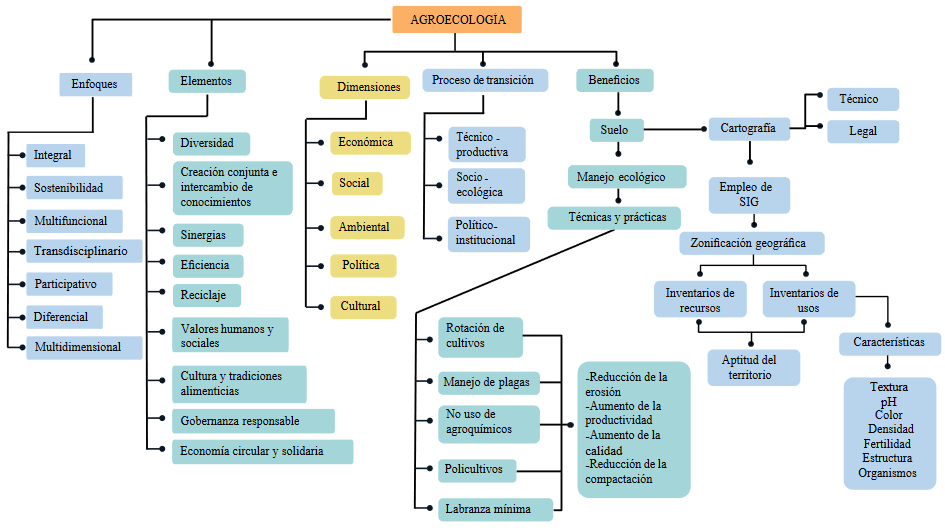 AGROECOLOGÍA
Enfoques
Integral
Sostenibilidad
Multifuncional
Transdisciplinario
Participativo
Diferencial
Multidimensional
Elementos
Diversidad
Creación conjunta e
intercambio de
conocimientos
Sinergias
Eficiencia
Reciclaje
Valores humanos y
sociales
Cultura y tradiciones
alimenticias
Gobernanza responsable
Economía circular y solidaria
Dimensiones
Económica
Social
Ambiental
Política
Cultural
Proceso de transición
Técnico -
productiva
Socio -
ecológica
Político-
institucional
Beneficios
Suelo
Manejo ecológico
Técnicas y prácticas
Rotación de
cultivos
Manejo de plagas
No uso de
agroquímicos
Policultivos
Labranza mínima
-Reducción de la
erosión
-Aumento de la
productividad
-Aumento de la
calidad
-Reducción de la
compactación
Cartografía
Técnico
Legal
Empleo de
SIG
Zonificación geográfica
Inventarios de
recursos
Inventarios de
usos
Aptitud del
territorio
Características
Textura
pH
Color
Densidad
Fertilidad
Estructura
Organismos